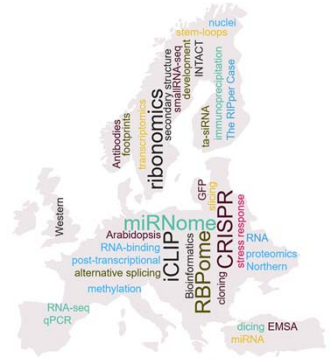 nuclei
stem-loops
ribonomics
secondary structure
smallRNA-seq
development
INTACT
ta-siRNA
immunoprecipitation
The RIPper Case
Antibodies
footprints
transcriptomics
Western
GFP
slicing
miRNome
Arabidopsis
RNA-binding
post-transcriptional
alternative splicing
methylation
iCLIP
Bioinformatics
RBPome
cloning
CRISPR
stress response
RNA
proteomics
Northern
RNA-seq
qPCR
dicing EMSA
miRNA